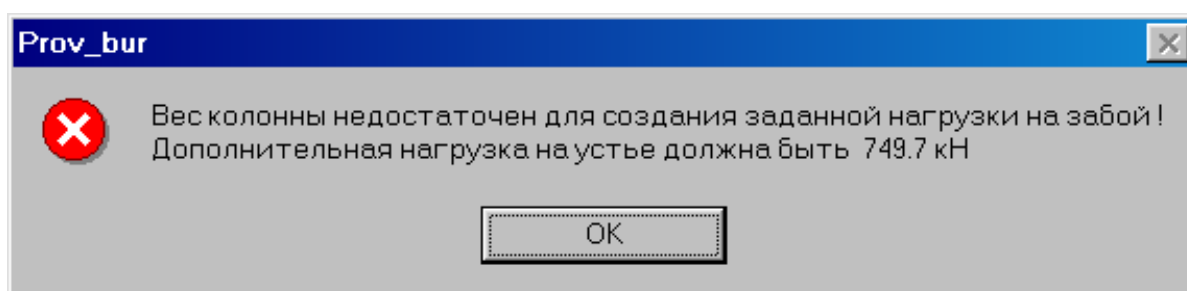 Prov_bur
Вес колонны недостаточен для создания заданной нагрузки на забой !
Дополнительная нагрузка на устье должна быть 749.7 кН
OK